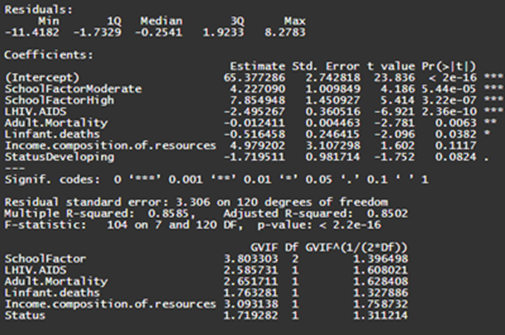 Residuals:
Min 1Q Median 3Q Max
-11.4182 -1.7329 -0.2541 1.9233 8.2783
Coefficients:
Estimate Std. Error t value Pr(>|t|)
(Intercept) 65.377286 2.742818 23.836 < 2e-16 ***
SchoolFactorModerate 4.227090 1.009849 4.186 5.44e-05 ***
SchoolFactorHigh 7.854948 1.450927 5.414 3.22e-07 ***
LHIV.AIDS -2.495267 0.360516 -6.921 2.36e-10 ***
Adult.Mortality -0.012411 0.004463 -2.781 0.0063 **
Linfant.deaths -0.516458 0.246415 -2.096 0.0382 *
Income.composition.of.resources 4.979202 3.107298 1.602 0.1117
StatusDeveloping -1.719511 0.981714 -1.752 0.0824 .
---
Signif. codes: 0 ‘***’ 0.001 ‘**’ 0.01 ‘*’ 0.05 ‘.’ 0.1 ‘ ’ 1
Residual standard error: 3.306 on 120 degrees of freedom
Multiple R-squared: 0.8585, Adjusted R-squared: 0.8502
F-statistic: 104 on 7 and 120 DF, p-value: < 2.2e-16
GVIF Df GVIF^(1/(2*Df))
SchoolFactor 3.803303 2 1.396498
LHIV.AIDS 2.585731 1 1.608021
Adult.Mortality 2.651711 1 1.628408
Linfant.deaths 1.763281 1 1.327886
Income.composition.of.resources 3.093138 1 1.758732
Status 1.719282 1 1.311214